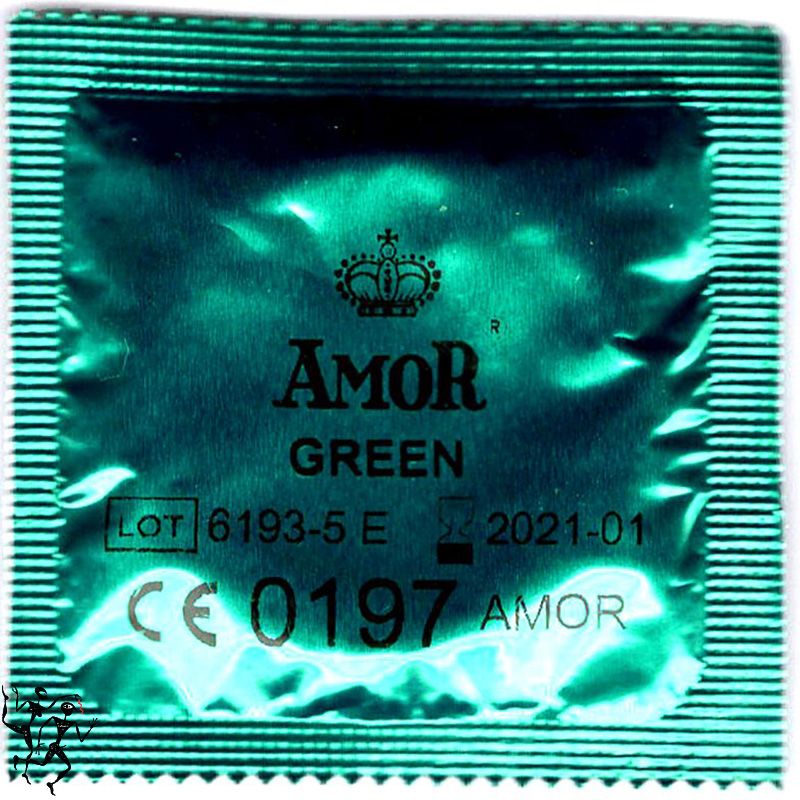 R
AMOR
GREEN
LOT 6193-5 E 2021-01
CE 0197 AMOR